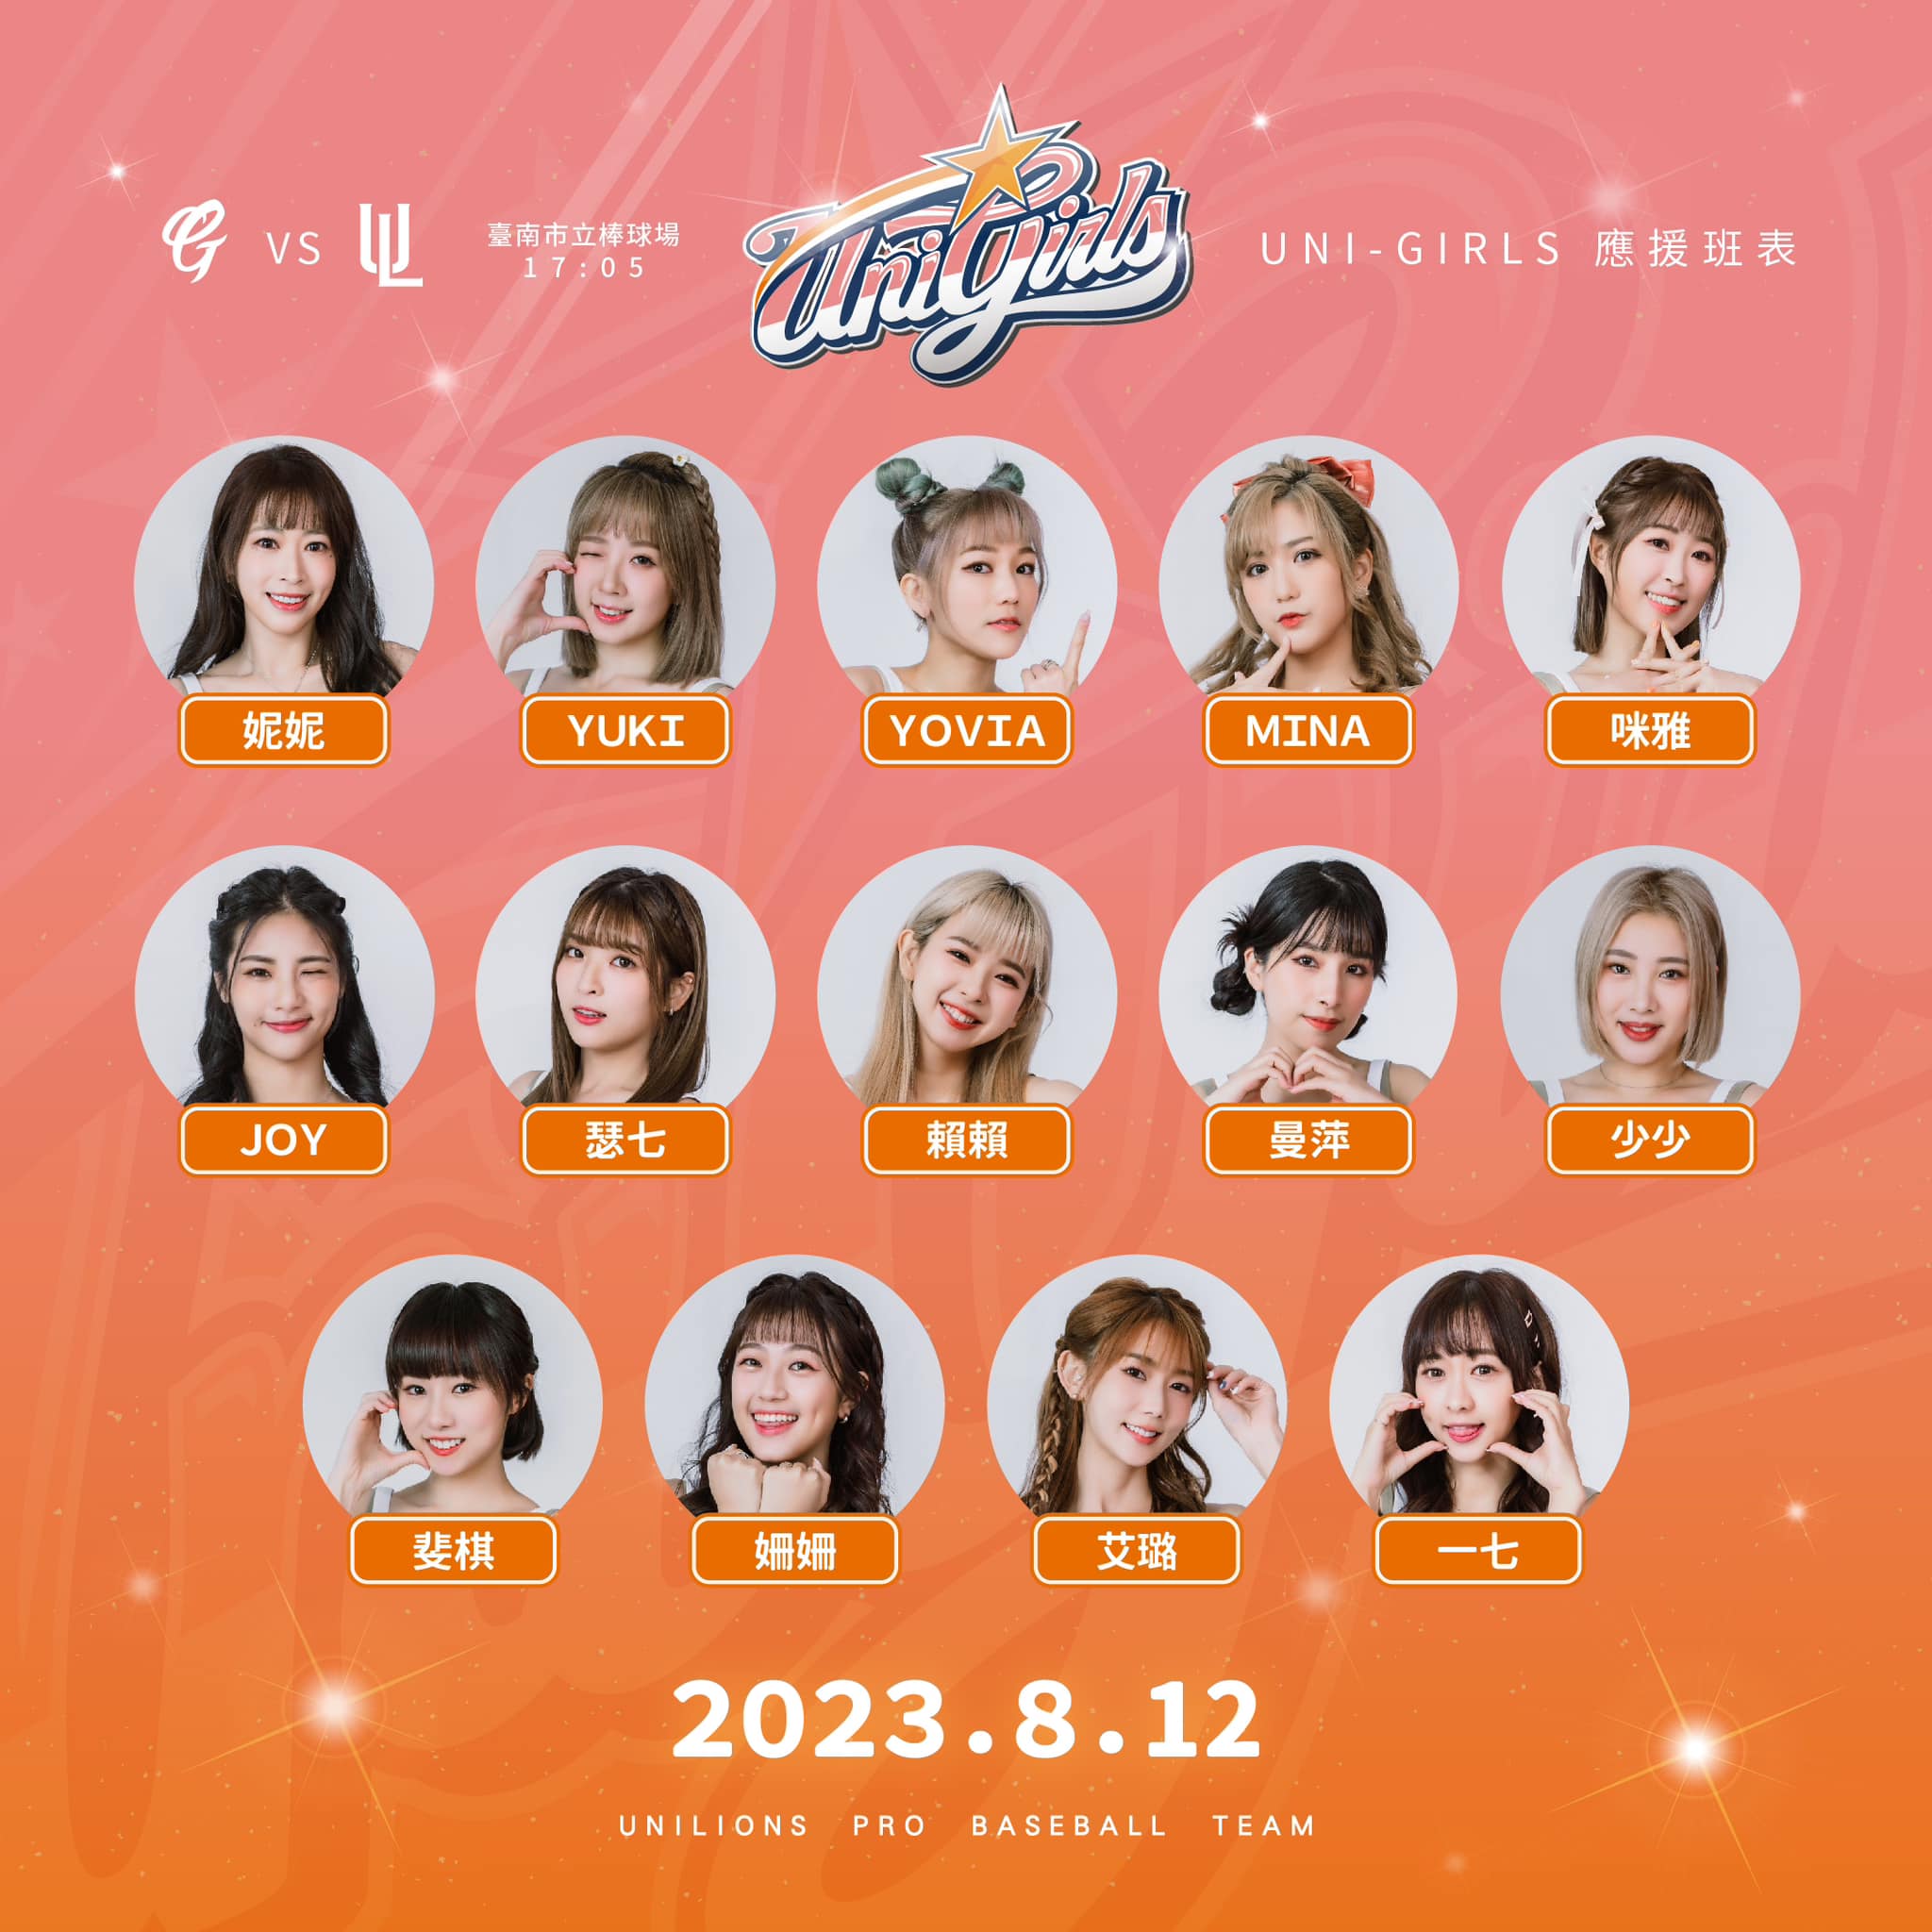 G VS UL
臺南市立棒球場
17:05
UniGirls
UNI-GIRLS 應援班表
妮妮
YUKI
YOVIA
MINA
咪雅
JOY
瑟七
賴賴
曼萍
少少
斐棋
姍姍
艾璐
一七
2023.8.12
UNILIONS PRO BASEBALL TEAM